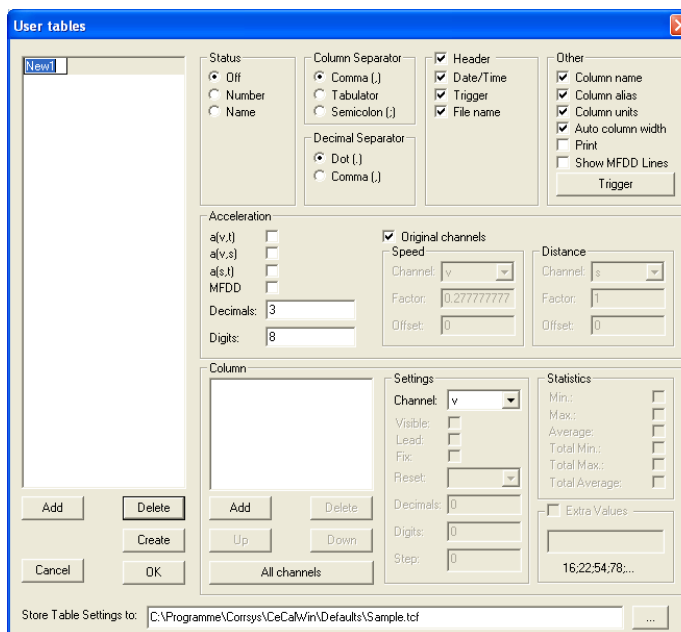 User tables
New1
Status
Off
Number
Name
Column Separator
Comma (,)
Tabulator
Semicolon (;)
Decimal Separator
Dot (.)
Comma (,)
Header
Date/Time
Trigger
File name
Other
Column name
Column alias
Column units
Auto column width
Print
Show MFDD Lines
Trigger
Acceleration
a(v,t)
a(v,s)
a(s,t)
MFDD
Decimals: 3
Digits: 8
Original channels
Speed
Channel: v
Factor: 0.277777777
Offset: 0
Distance
Channel: s
Factor: 1
Offset: 0
Column
Add Delete
Up Down
All channels
Settings
Channel: v
Visible:
Lead:
Fix:
Reset:
Decimals: 0
Digits: 0
Step: 0
Statistics
Min.:
Max.:
Average:
Total Min.:
Total Max.:
Total Average:
Extra Values
16;22;54;78;...
Add Delete
Create
Cancel OK
Store Table Settings to: C:\Programme\Corrsys\CeCalWin\Defaults\Sample.tcf ...